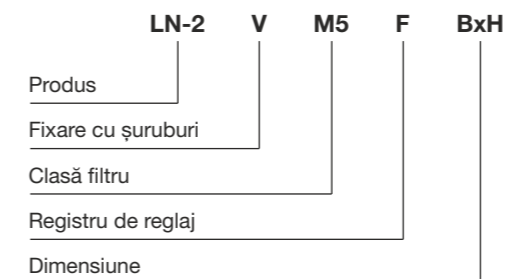 LN-2 V M5 F BxH
Produs
Fixare cu șuruburi
Clasă filtru
Registru de reglaj
Dimensiune